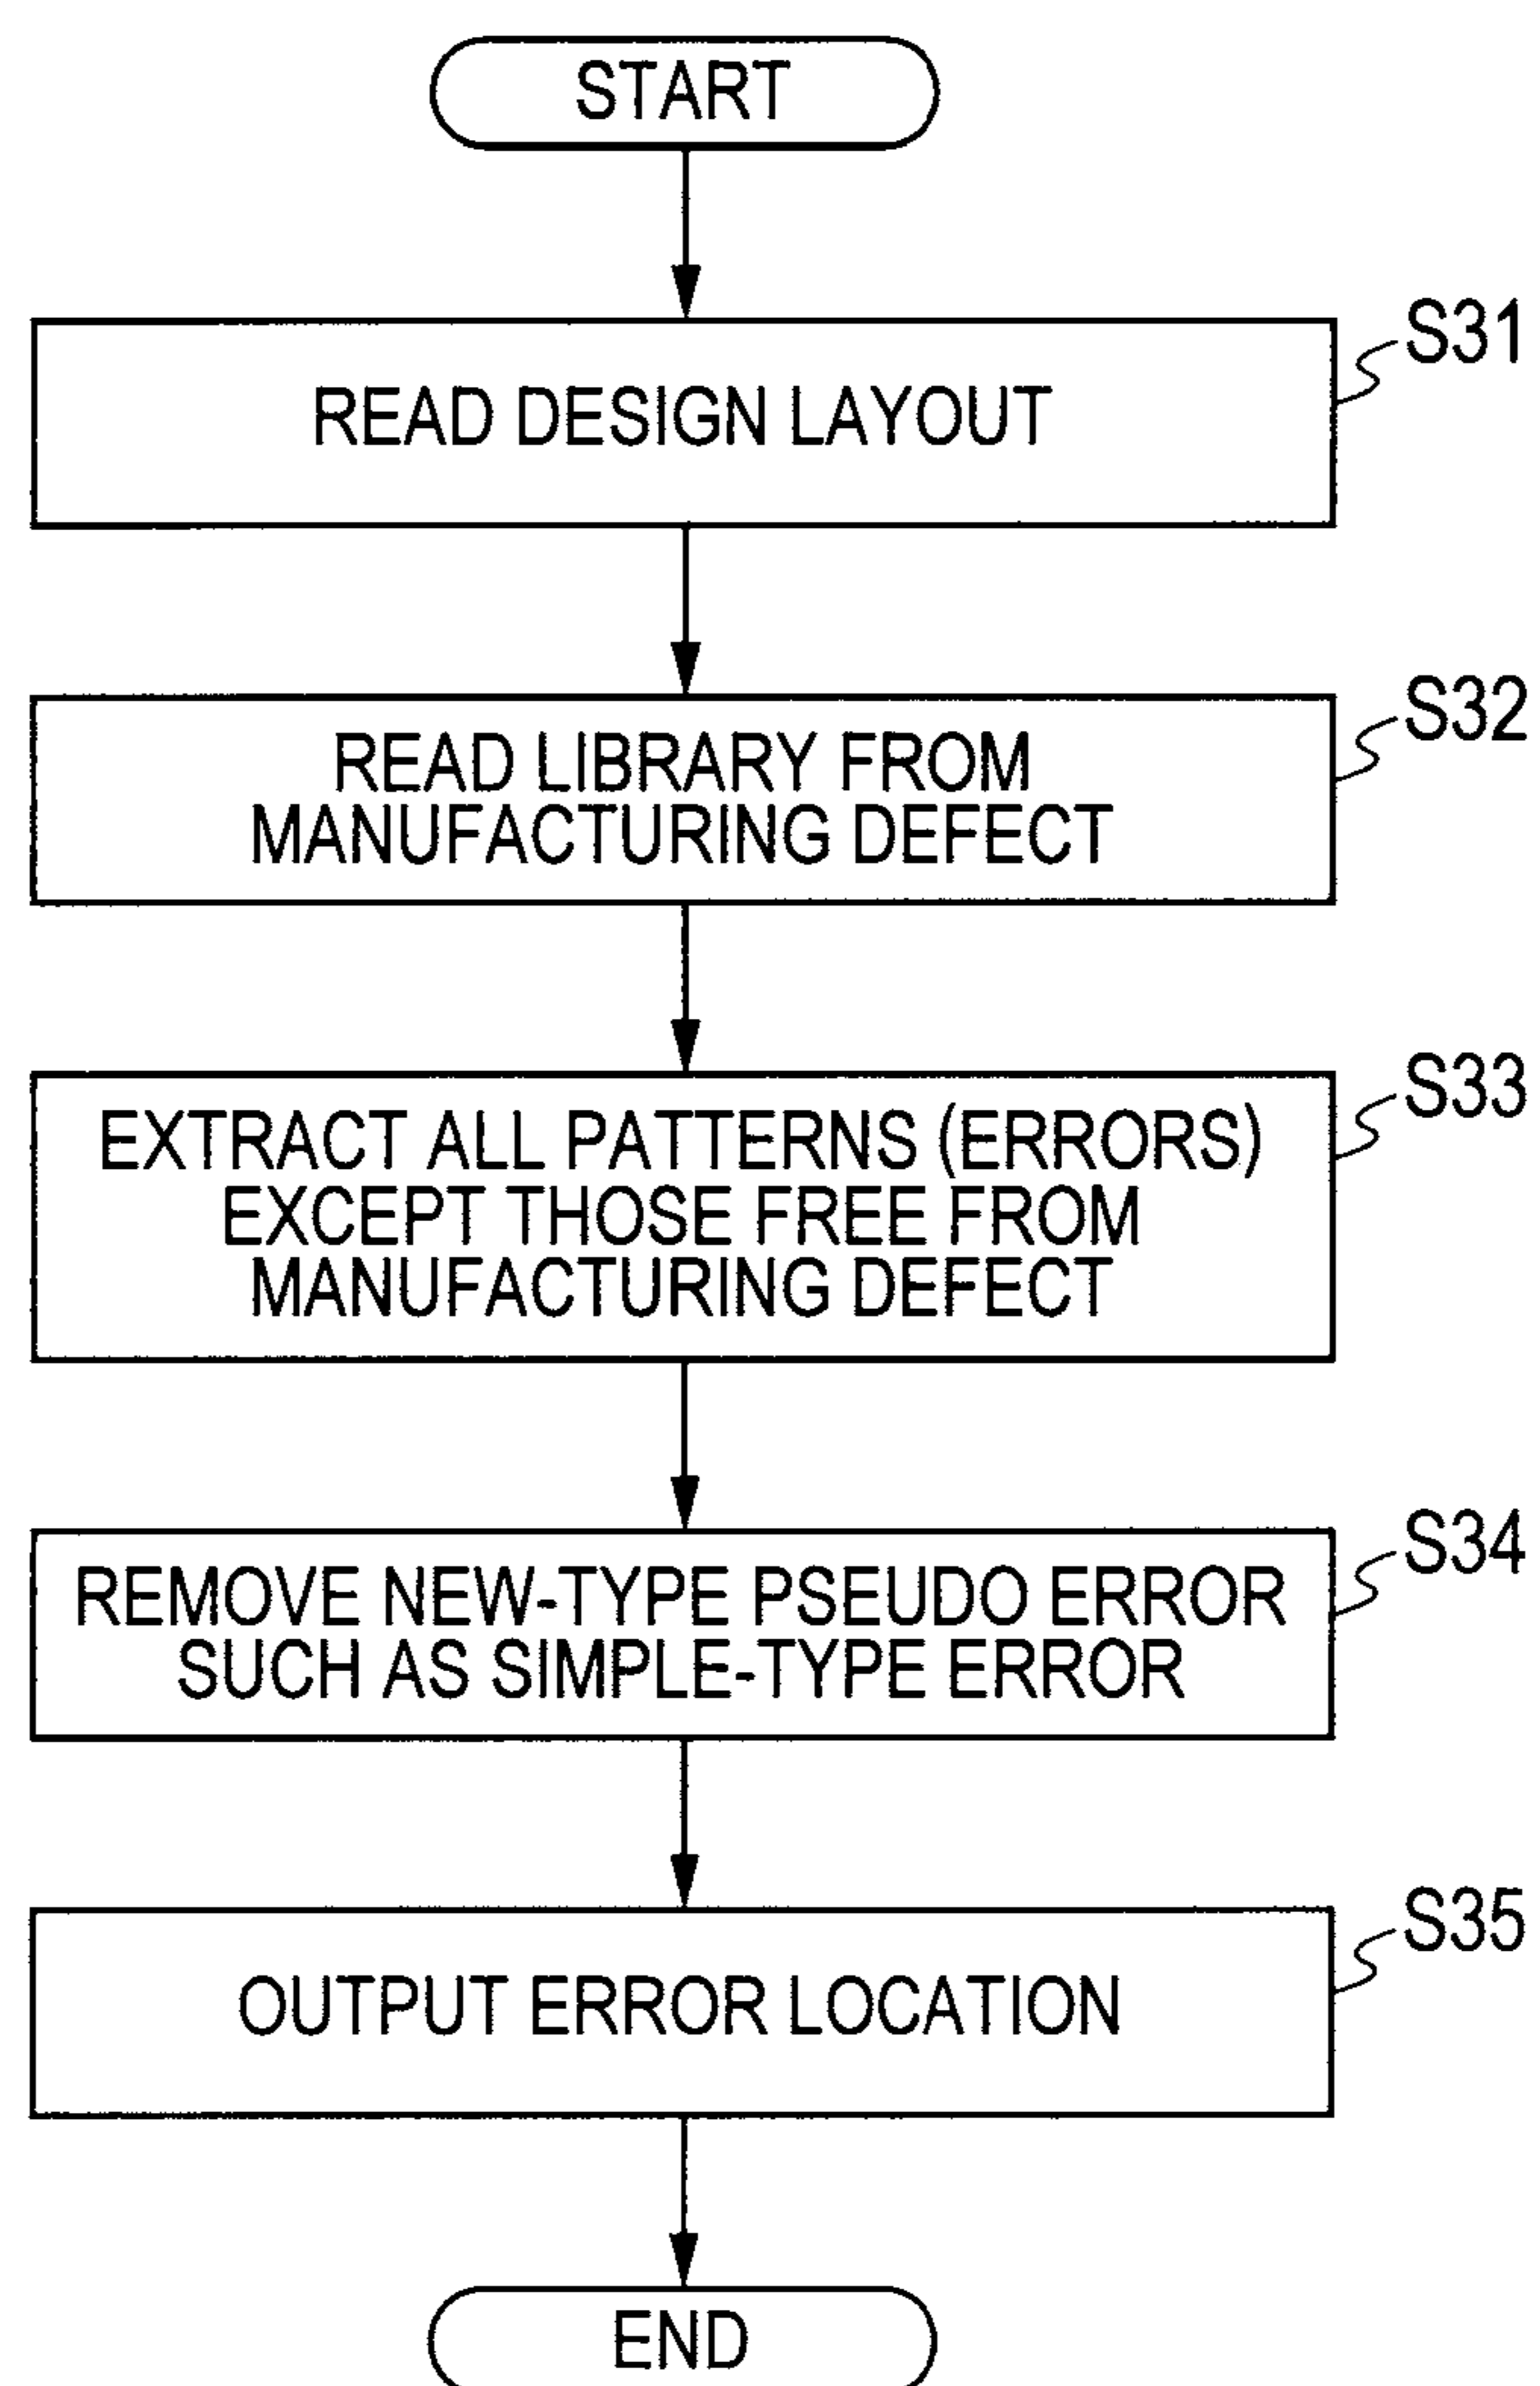 START
S31
READ DESIGN LAYOUT
S32
READ LIBRARY FROM
MANUFACTURING DEFECT
S33
EXTRACT ALL PATTERNS (ERRORS)
EXCEPT THOSE FREE FROM
MANUFACTURING DEFECT
S34
REMOVE NEW-TYPE PSEUDO ERROR
SUCH AS SIMPLE-TYPE ERROR
S35
OUTPUT ERROR LOCATION
END